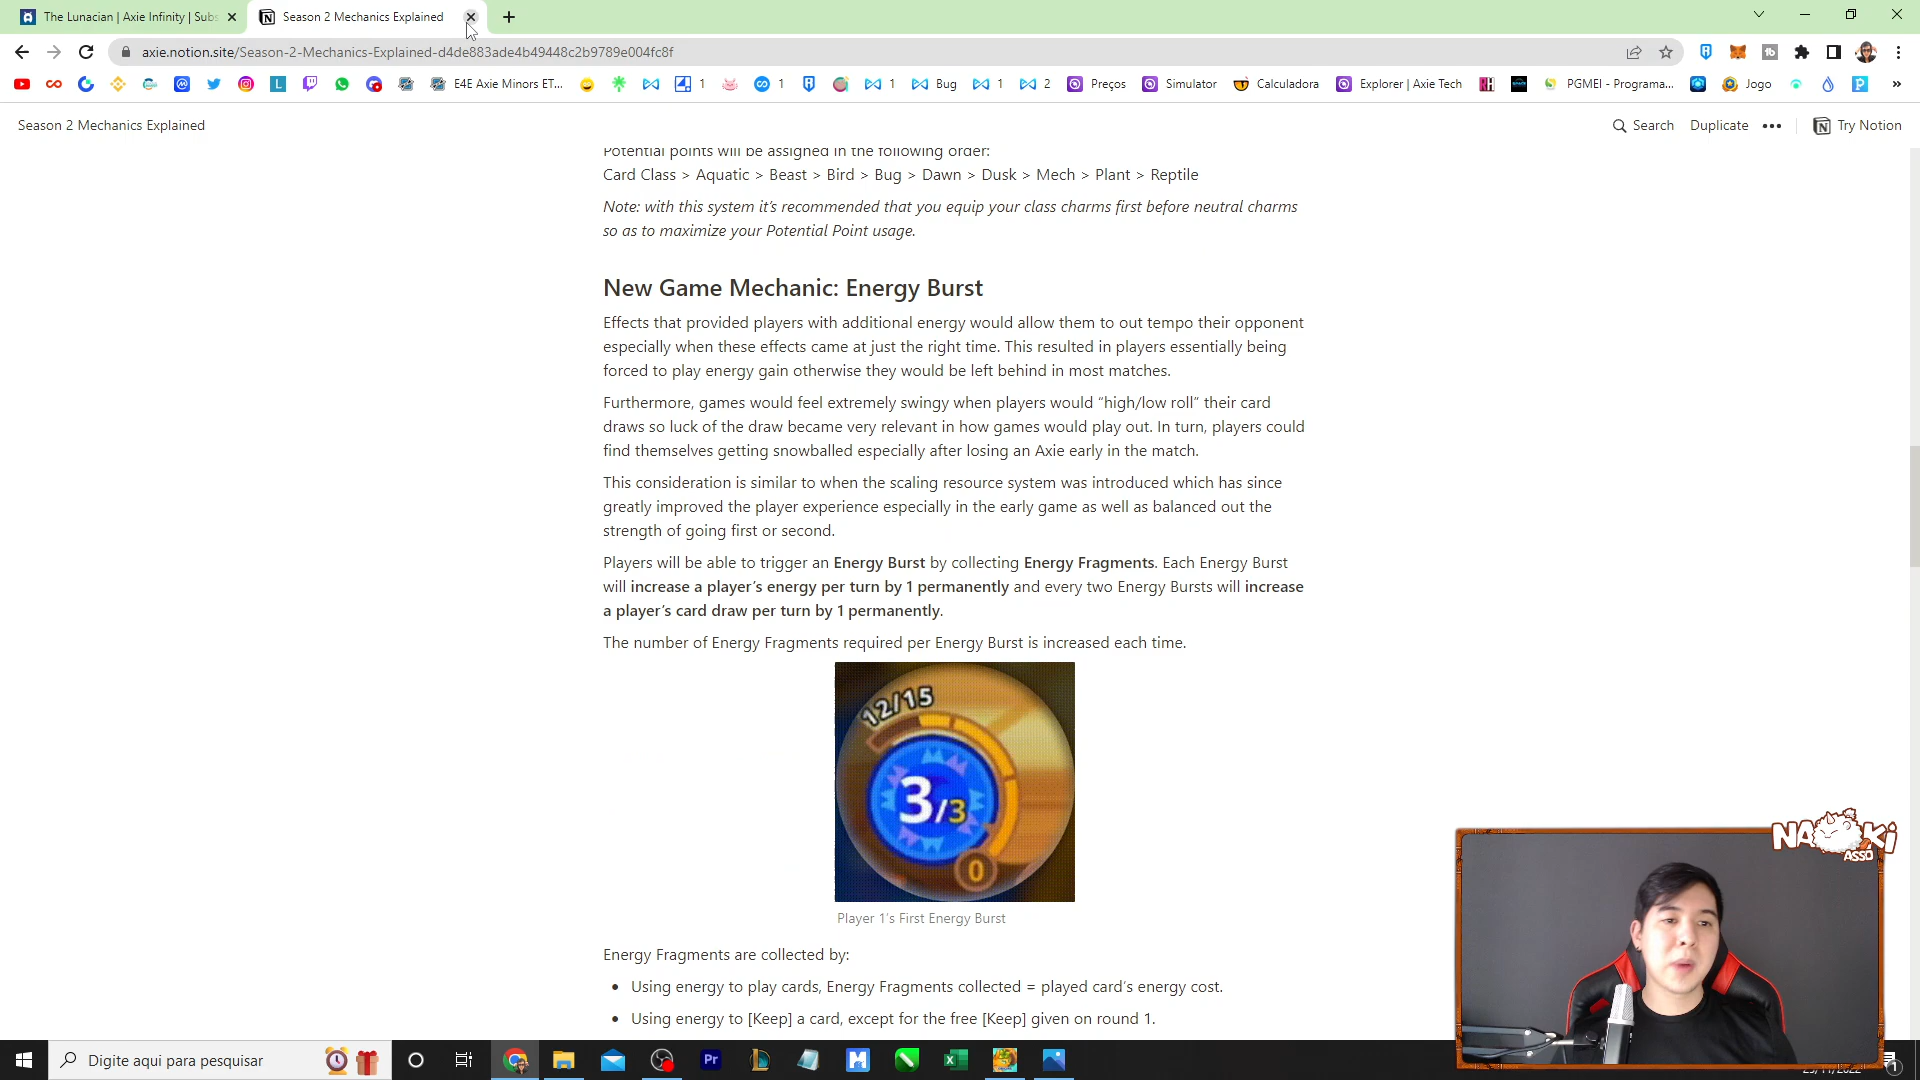 The Lunacian | Axie Infinity | Subs
Season 2 Mechanics Explained
axie.notion.site/Season-2-Mechanics-Explained-d4de883ade4b49448c2b9789e004fc8f
E4E Axie Minors ET...
1
1
1
Bug
1
2
Preços
Simulator
Calculadora
Explorer | Axie Tech
PGMEI - Programa...
Jogo
»
Season 2 Mechanics Explained
Search
Duplicate
Try Notion
Potential points will be assigned in the following order:
Card Class > Aquatic > Beast > Bird > Bug > Dawn > Dusk > Mech > Plant > Reptile
Note: with this system it's recommended that you equip your class charms first before neutral charms
so as to maximize your Potential Point usage.
New Game Mechanic: Energy Burst
Effects that provided players with additional energy would allow them to out tempo their opponent
especially when these effects came at just the right time. This resulted in players essentially being
forced to play energy gain otherwise they would be left behind in most matches.
Furthermore, games would feel extremely swingy when players would “high/low roll” their card
draws so luck of the draw became very relevant in how games would play out. In turn, players could
find themselves getting snowballed especially after losing an Axie early in the match.
This consideration is similar to when the scaling resource system was introduced which has since
greatly improved the player experience especially in the early game as well as balanced out the
strength of going first or second.
Players will be able to trigger an Energy Burst by collecting Energy Fragments. Each Energy Burst
will increase a player's energy per turn by 1 permanently and every two Energy Bursts will increase
a player's card draw per turn by 1 permanently.
The number of Energy Fragments required per Energy Burst is increased each time.
12/15
3/3
0
Player 1's First Energy Burst
Energy Fragments are collected by:
• Using energy to play cards, Energy Fragments collected = played card's energy cost.
• Using energy to [Keep] a card, except for the free [Keep] given on round 1.
NAOKI
ASSO
Digite aqui para pesquisar
1